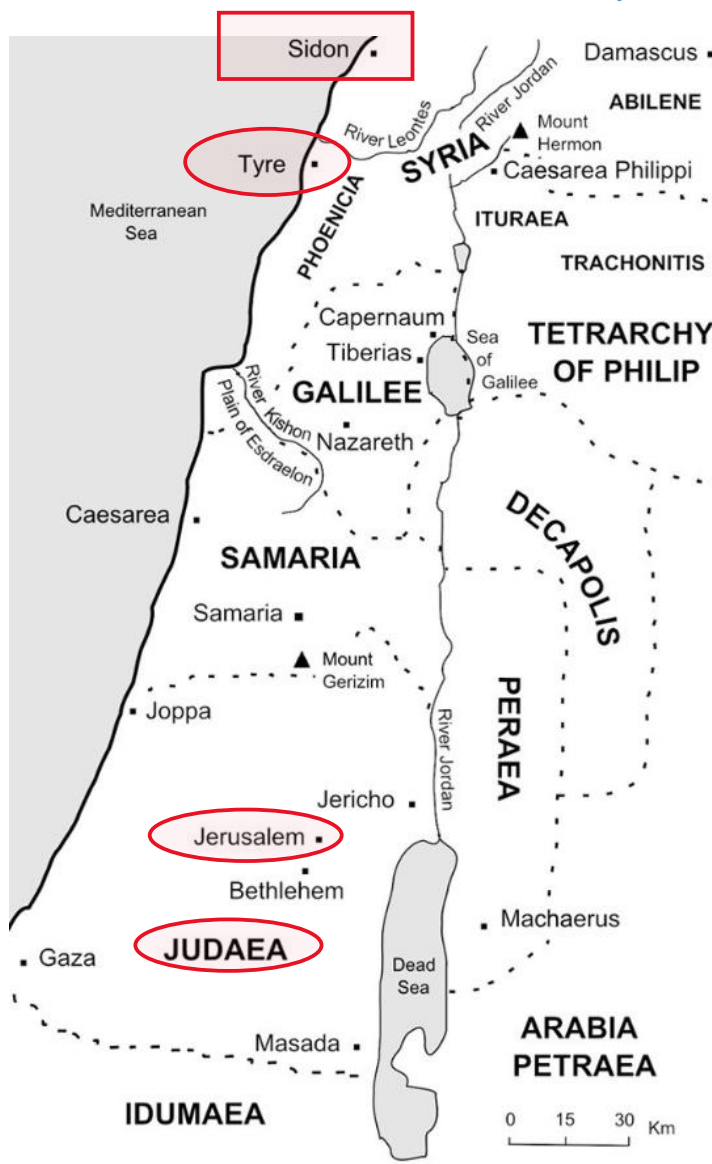 Sidon
Damascus
River Jordan
ABILENE
River Leontes
Mount
Hermon
SYRIA
Tyre
Caesarea Philippi
PHOENICIA
Mediterranean
Sea
ITURAEA
TRACHONITIS
Capernaum
Tiberias
Sea
of
Galilee
TETRARCHY
OF PHILIP
GALILEE
River Kishon
Plain of Esdraelon
Nazareth
Caesarea
DECAPOLIS
SAMARIA
Samaria
Mount
Gerizim
PERAEA
Joppa
River Jordan
Jericho
Jerusalem
Bethlehem
Machaerus
JUDAEA
Gaza
Dead
Sea
Masada
ARABIA
PETRAEA
IDUMAEA
0 15 30
Km